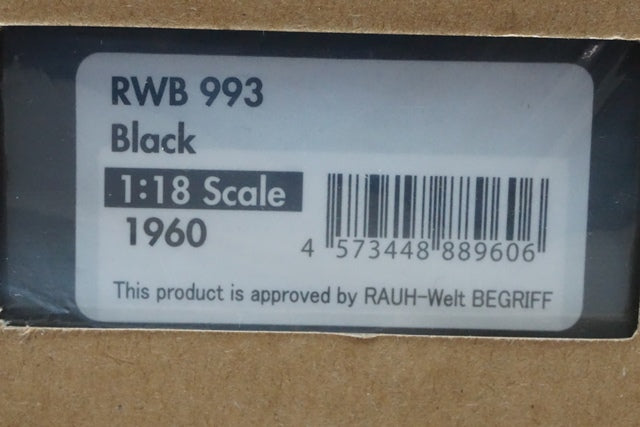 RWB 993
Black
1:18 Scale
1960
4 573448 889606
This product is approved by RAUH-Welt BEGRIFF